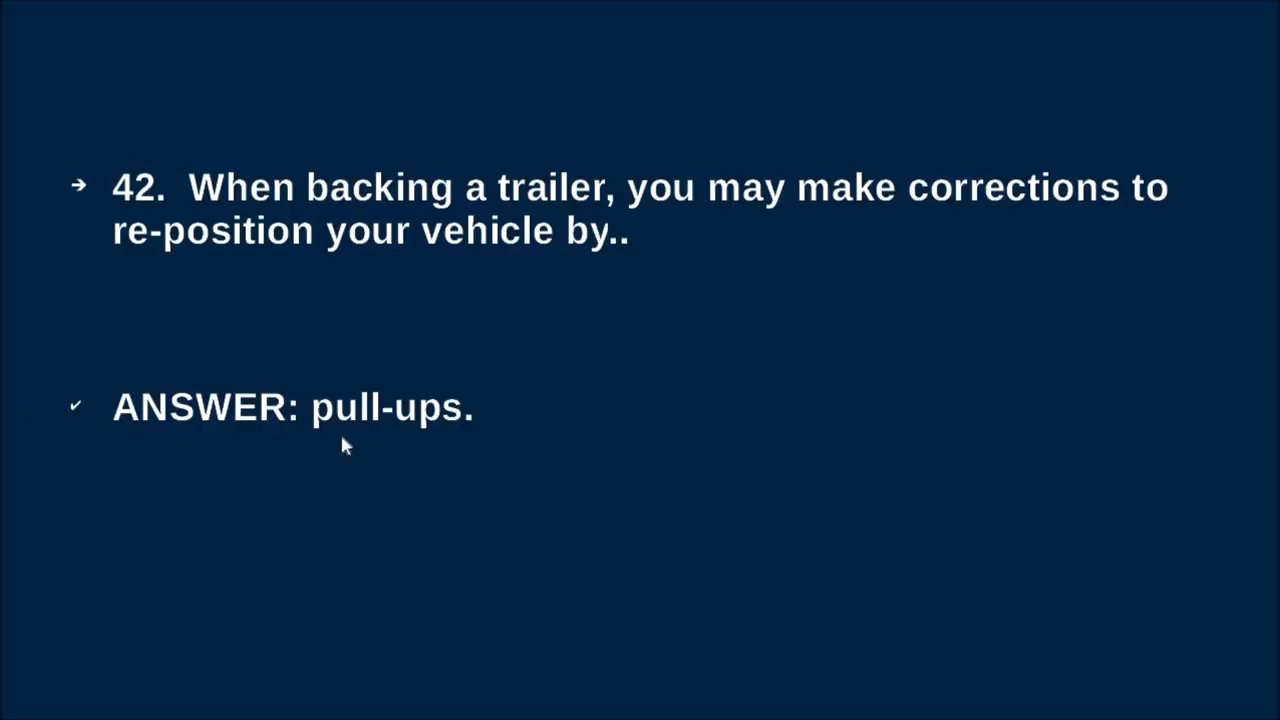 42.  When backing a trailer, you may make corrections to
re-position your vehicle by..
ANSWER: pull-ups.